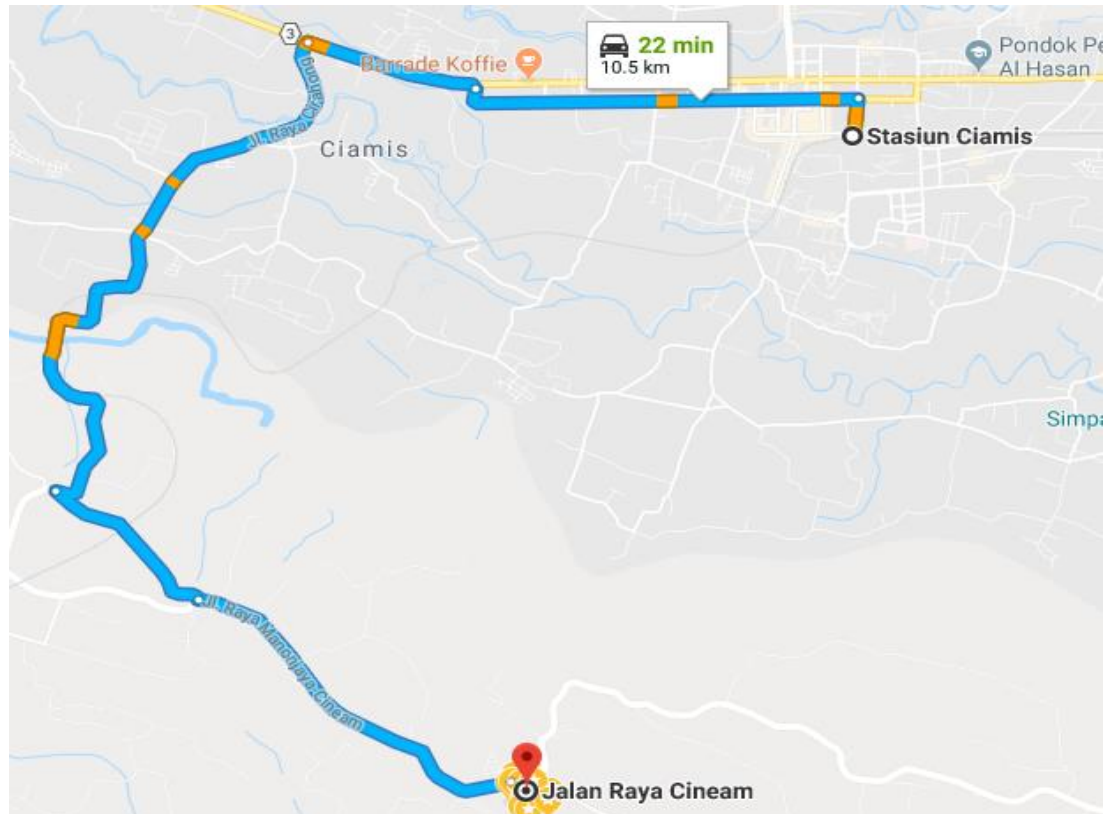 3
Barrade Koffie
22 min
10.5 km
Pondok Pe
Al Hasan
Stasiun Ciamis
Jl. Raya Cirahong
Ciamis
Simpa
Jl. Raya Manonjaya-Cineam
Jalan Raya Cineam